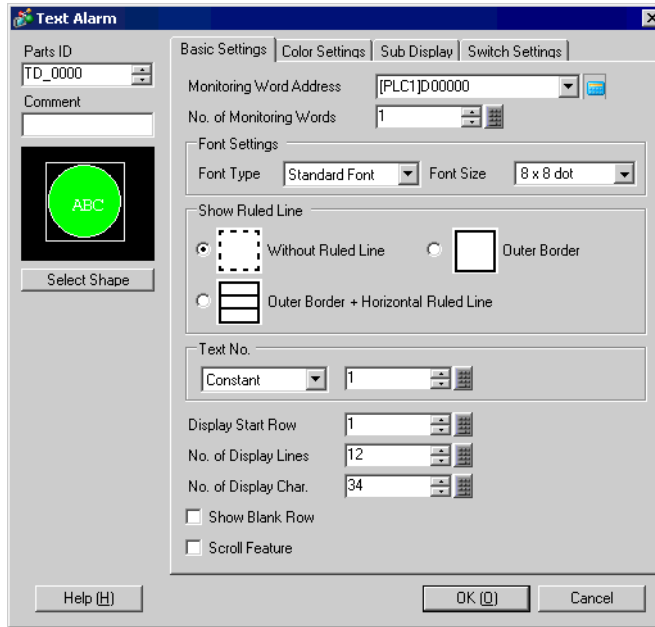 Text Alarm
Parts ID
TD_0000
Comment
ABC
Select Shape
Basic Settings Color Settings Sub Display Switch Settings
Monitoring Word Address [PLC1]D00000
No. of Monitoring Words 1
Font Settings
Font Type Standard Font Font Size 8 x 8 dot
Show Ruled Line
Without Ruled Line Outer Border
Outer Border + Horizontal Ruled Line
Text No.
Constant 1
Display Start Row 1
No. of Display Lines 12
No. of Display Char. 34
Show Blank Row
Scroll Feature
Help (H) OK (O) Cancel